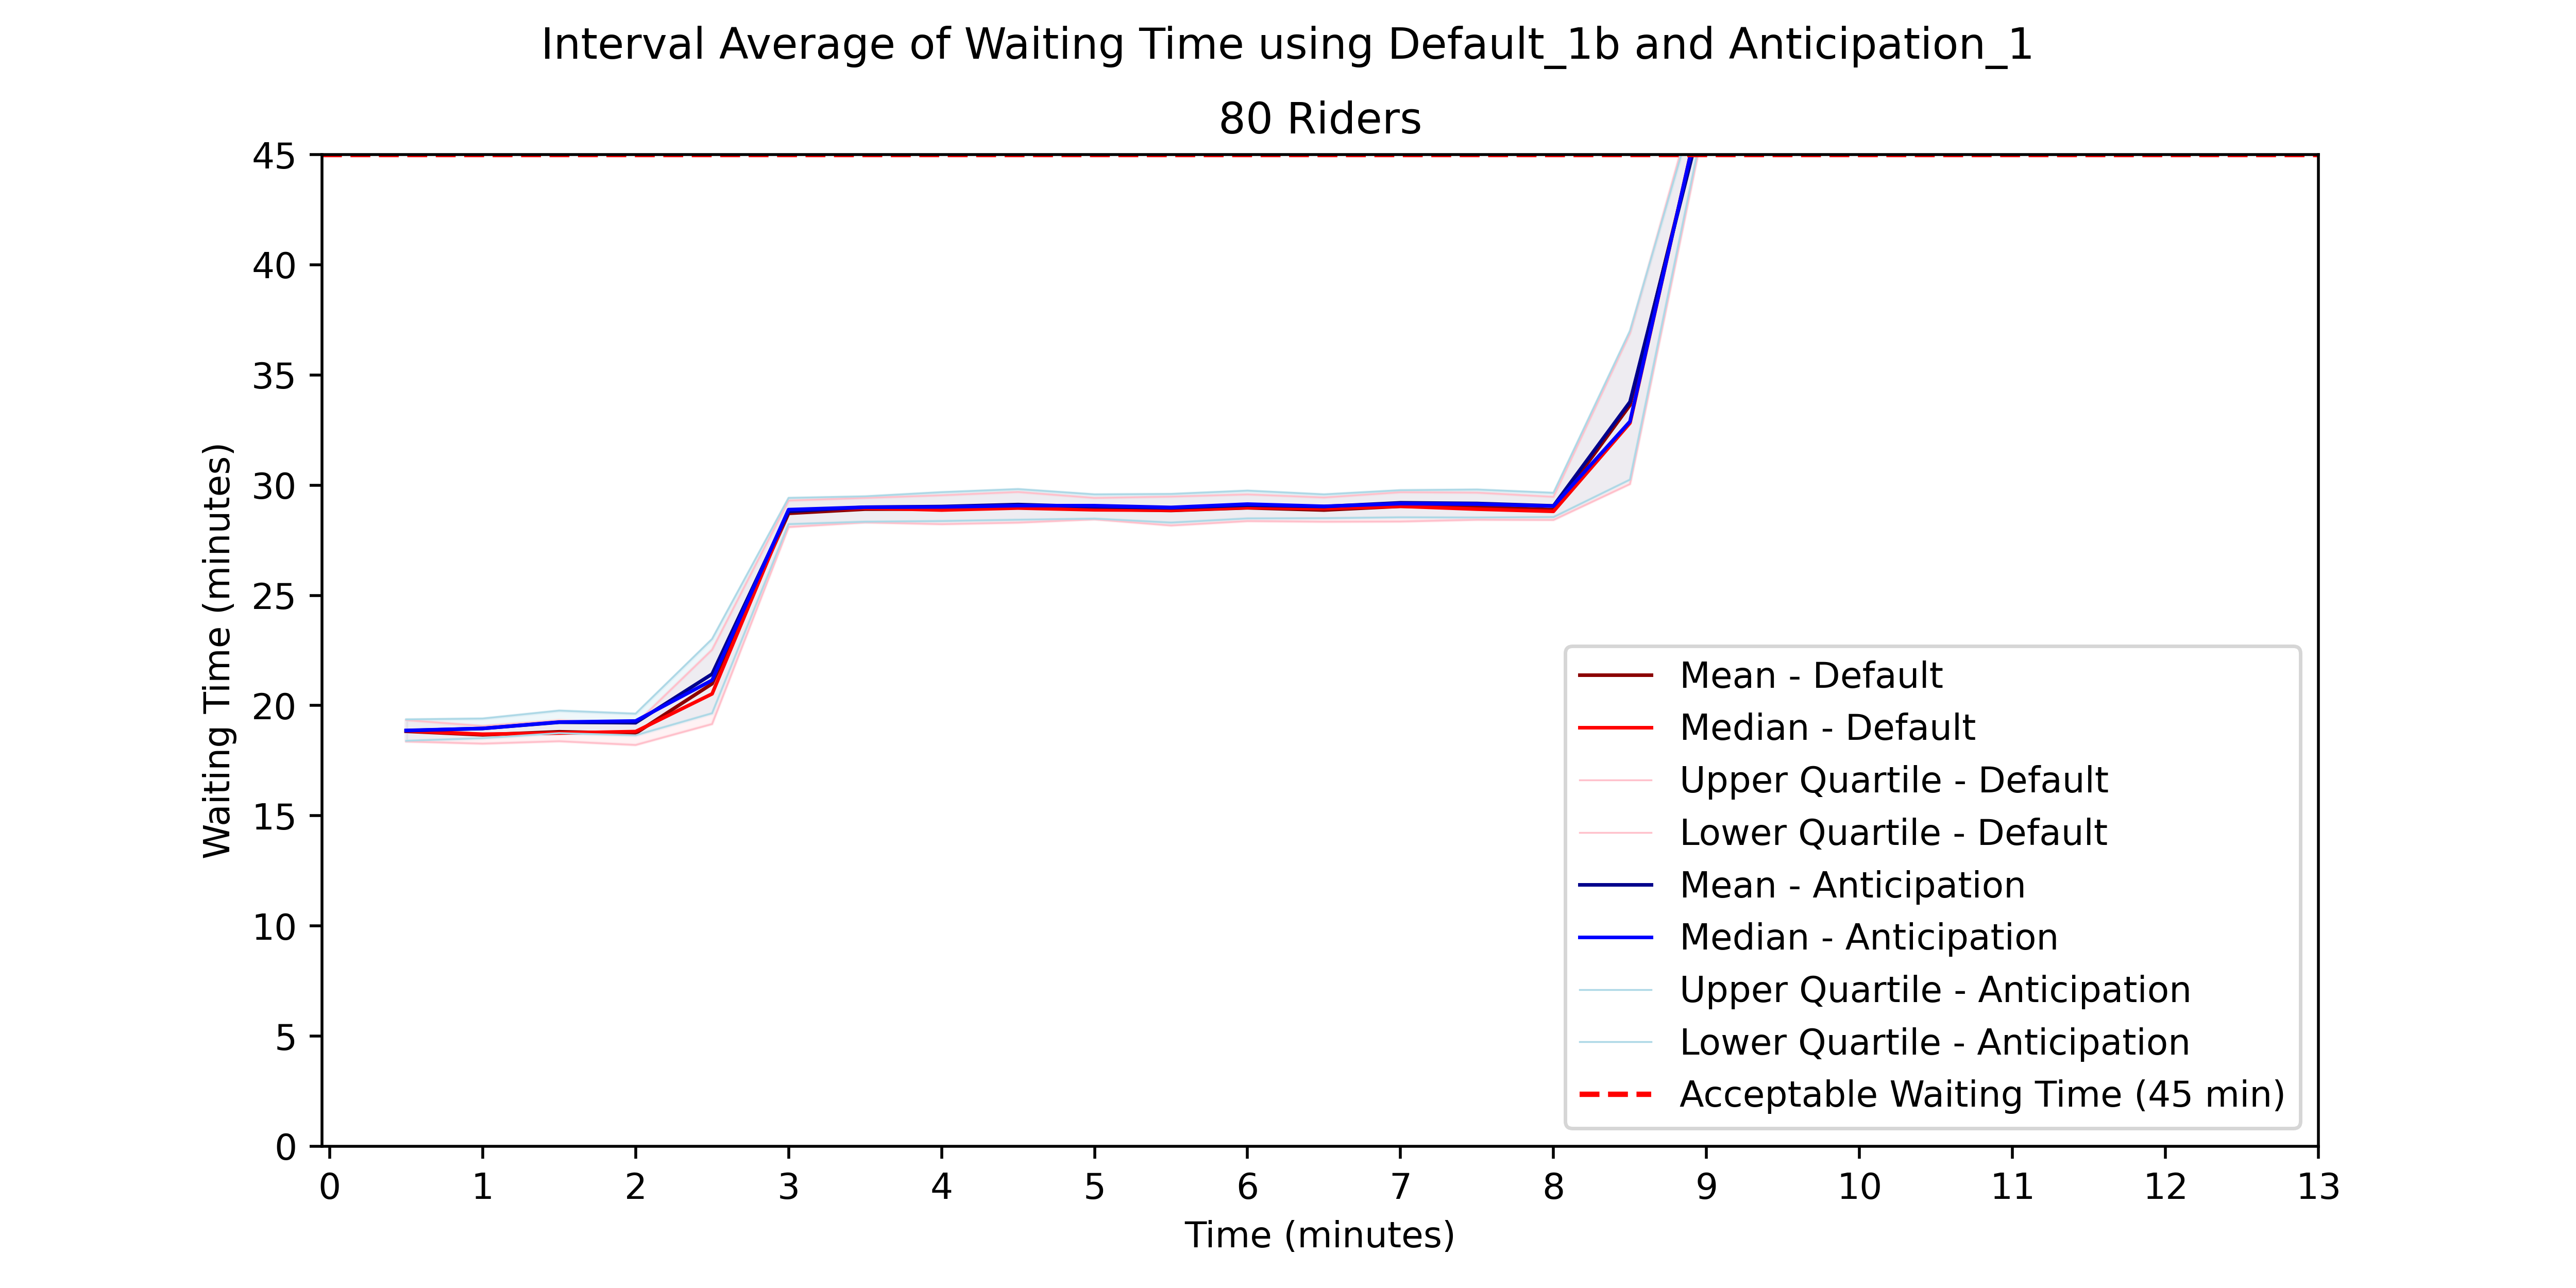 Interval Average of Waiting Time using Default_1b and Anticipation_1
80 Riders
45
40
35
30
25
20
15
10
5
0
Waiting Time (minutes)
Mean - Default
Median - Default
Upper Quartile - Default
Lower Quartile - Default
Mean - Anticipation
Median - Anticipation
Upper Quartile - Anticipation
Lower Quartile - Anticipation
Acceptable Waiting Time (45 min)
0 1 2 3 4 5 6 7 8 9 10 11 12 13
Time (minutes)